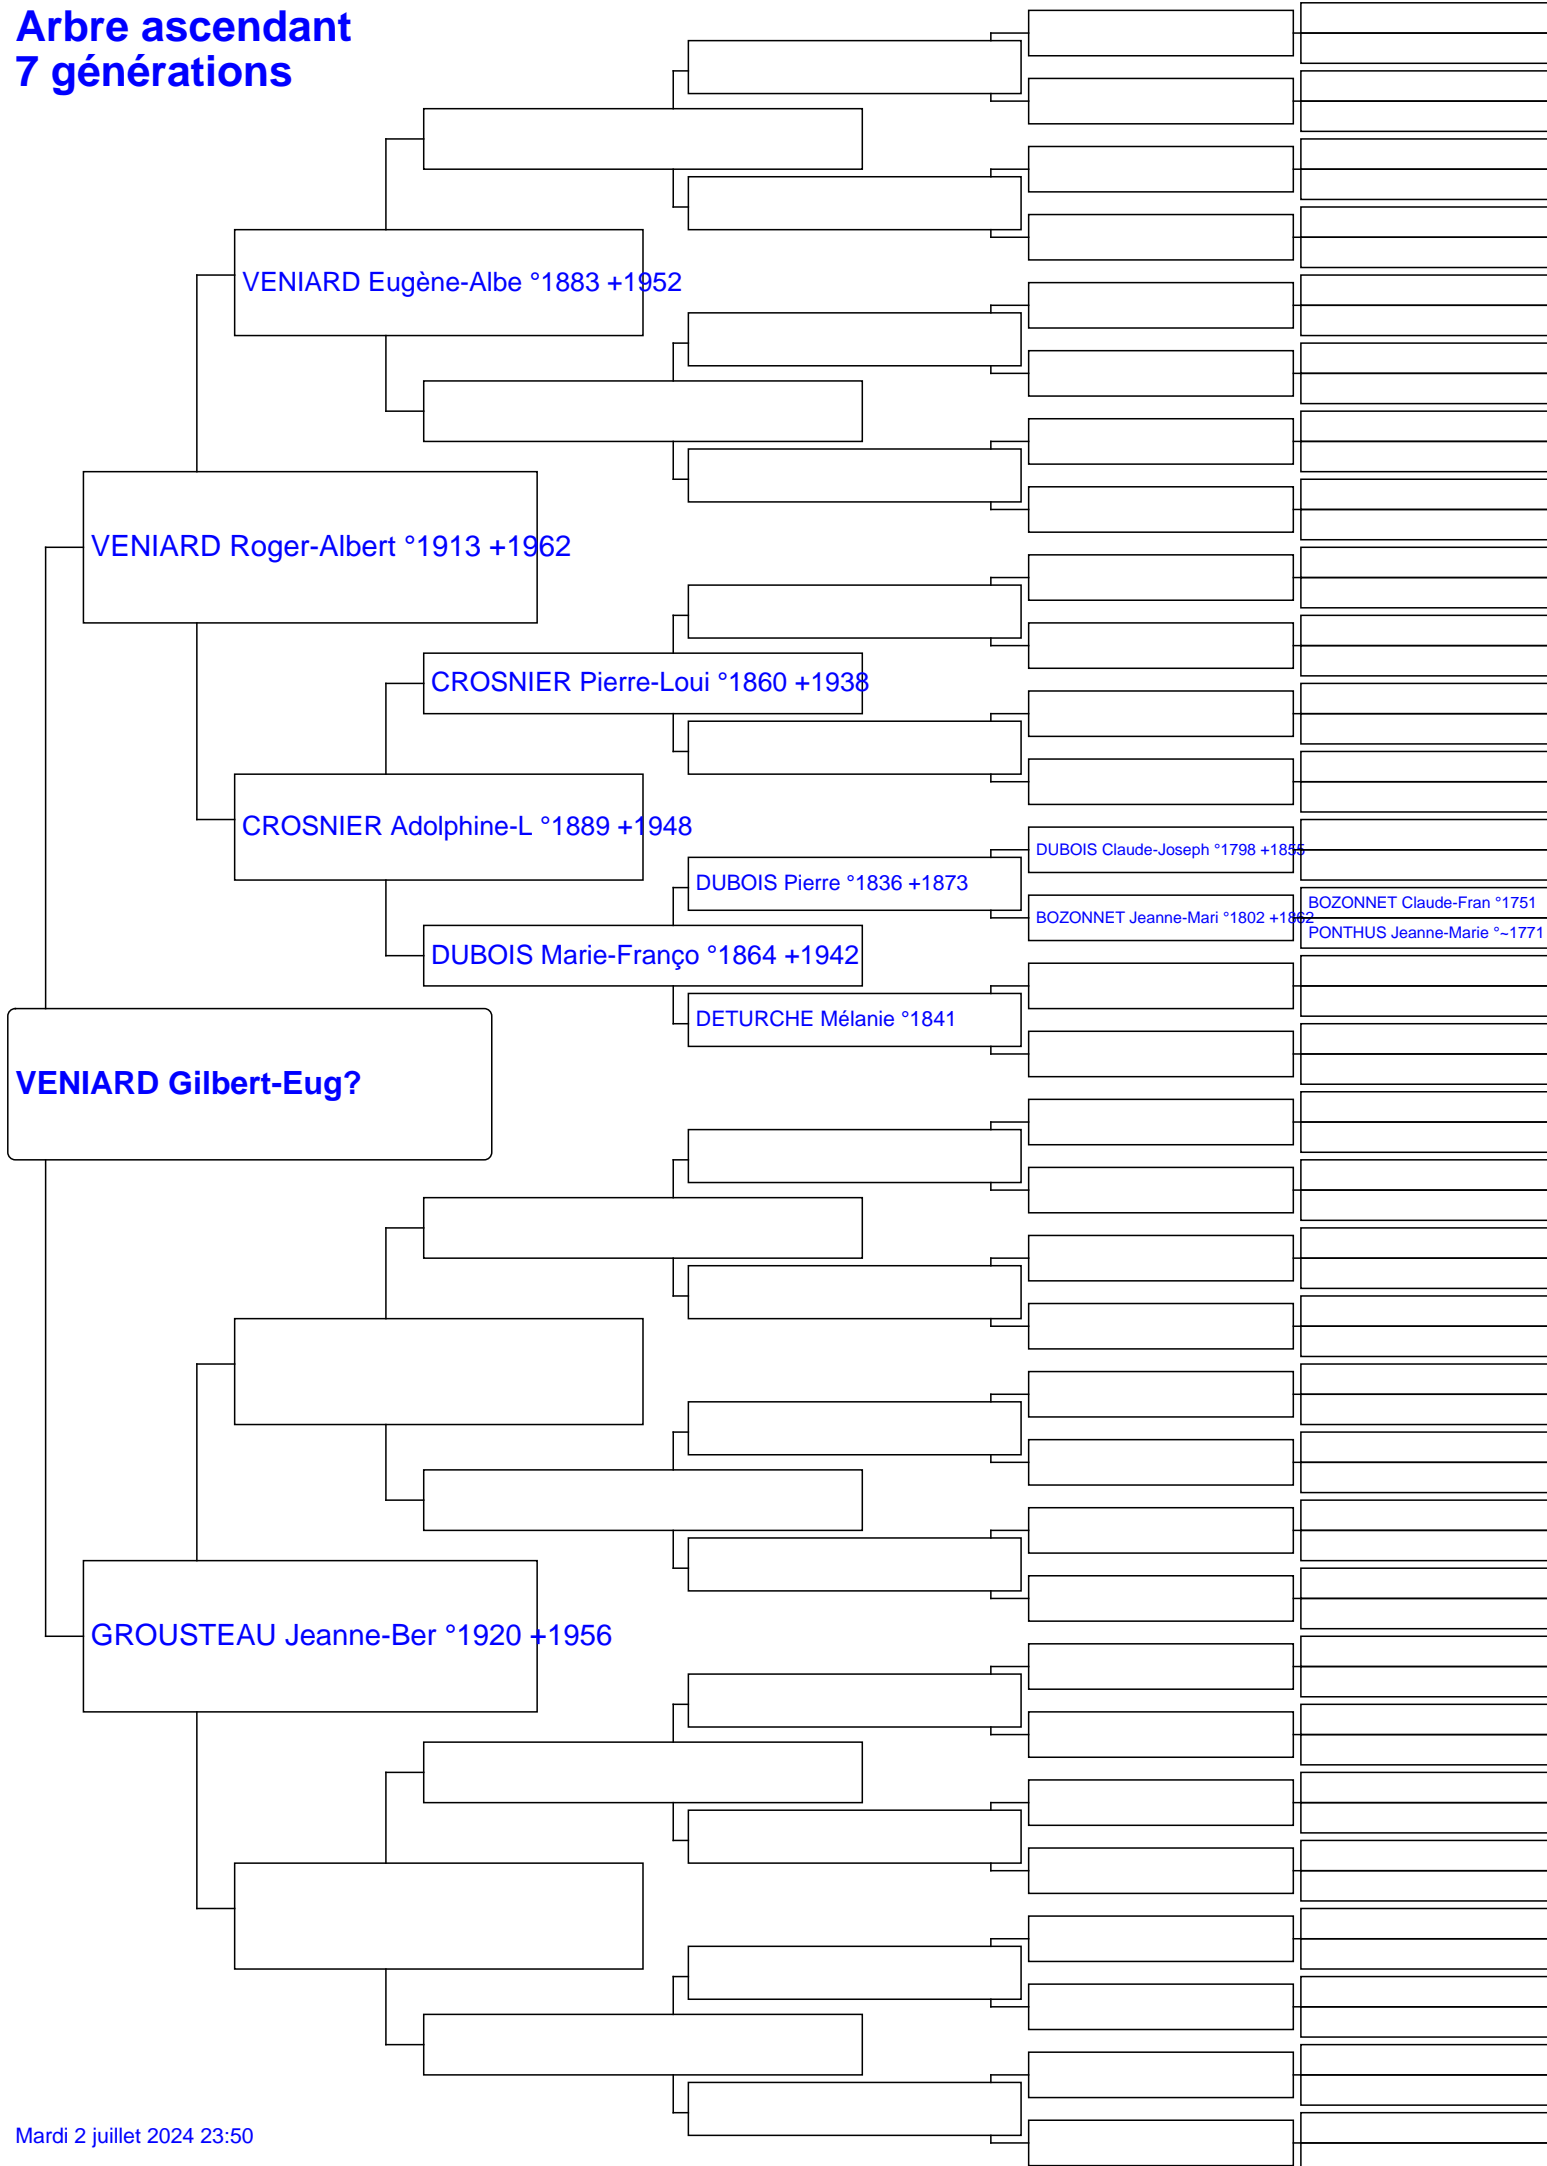 Arbre ascendant
7 générations
VENIARD Eugène-Albe °1883 +1952
VENIARD Roger-Albert °1913 +1962
CROSNIER Pierre-Loui °1860 +1938
CROSNIER Adolphine-L °1889 +1948
DUBOIS Claude-Joseph °1798 +1855
DUBOIS Pierre °1836 +1873
BOZONNET Claude-Fran °1751
BOZONNET Jeanne-Mari °1802 +1862
PONTHUS Jeanne-Marie °~1771
DUBOIS Marie-Franço °1864 +1942
DETURCHE Mélanie °1841
VENIARD Gilbert-Eug?
GROUSTEAU Jeanne-Ber °1920 +1956
Mardi 2 juillet 2024 23:50